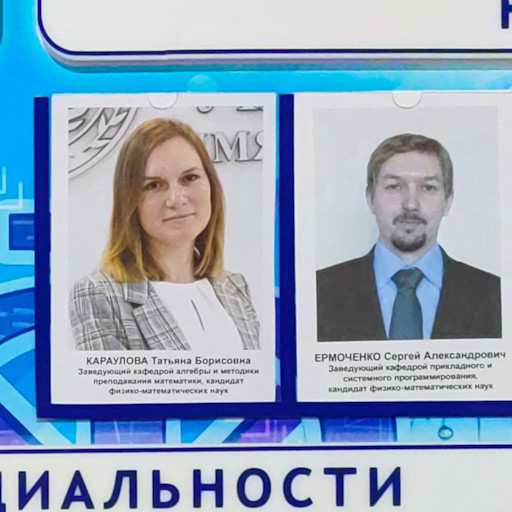 КАРАУЛОВА Татьяна Борисовна
Заведующий кафедрой алгебры и методики
преподавания математики, кандидат
физико-математических наук
ЕРМОЧЕНКО Сергей Александрович
Заведующий кафедрой прикладного и
системного программирования,
кандидат физико-математических наук
ЦИАЛЬНОСТИ